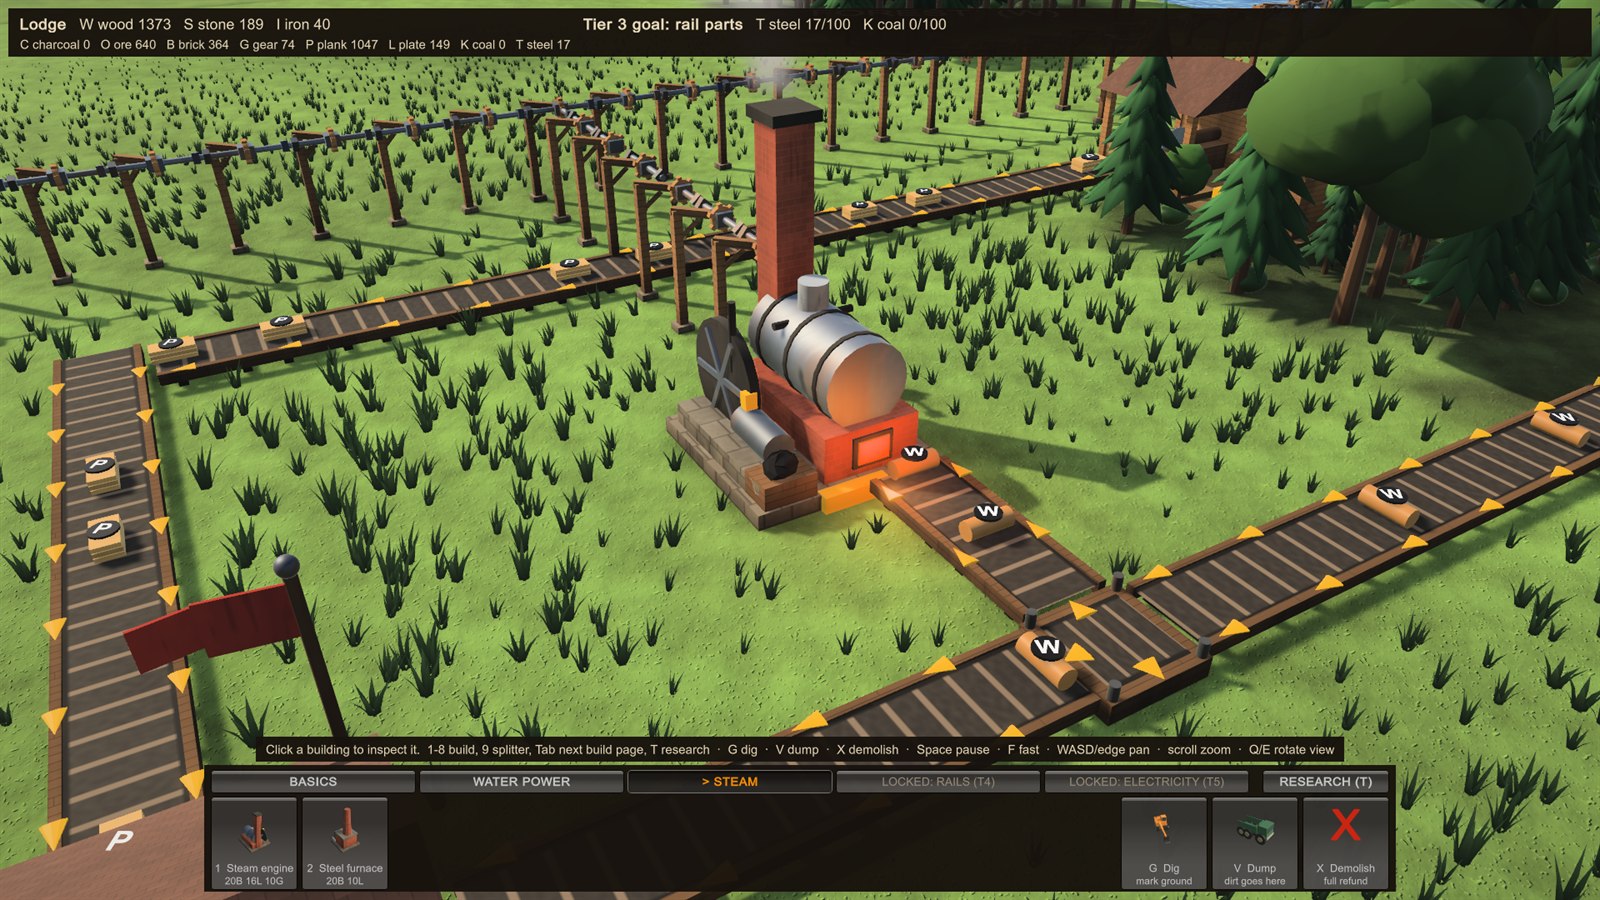 Lodge W wood 1373 S stone 189 I iron 40
Tier 3 goal: rail parts T steel 17/100 K coal 0/100
C charcoal 0 O ore 640 B brick 364 G gear 74 P plank 1047 L plate 149 K coal 0 T steel 17
P
P
P
P
P
P
P
P
P
W
W
W
W
W
P
Click a building to inspect it. 1-8 build, 9 splitter, Tab next build page, T research · G dig · V dump · X demolish · Space pause · F fast · WASD/edge pan · scroll zoom · Q/E rotate view
BASICS
WATER POWER
> STEAM
LOCKED: RAILS (T4)
LOCKED: ELECTRICITY (T5)
RESEARCH (T)
1 Steam engine
20B 16L 10G
2 Steel furnace
20B 10L
G Dig
mark ground
V Dump
dirt goes here
X Demolish
full refund